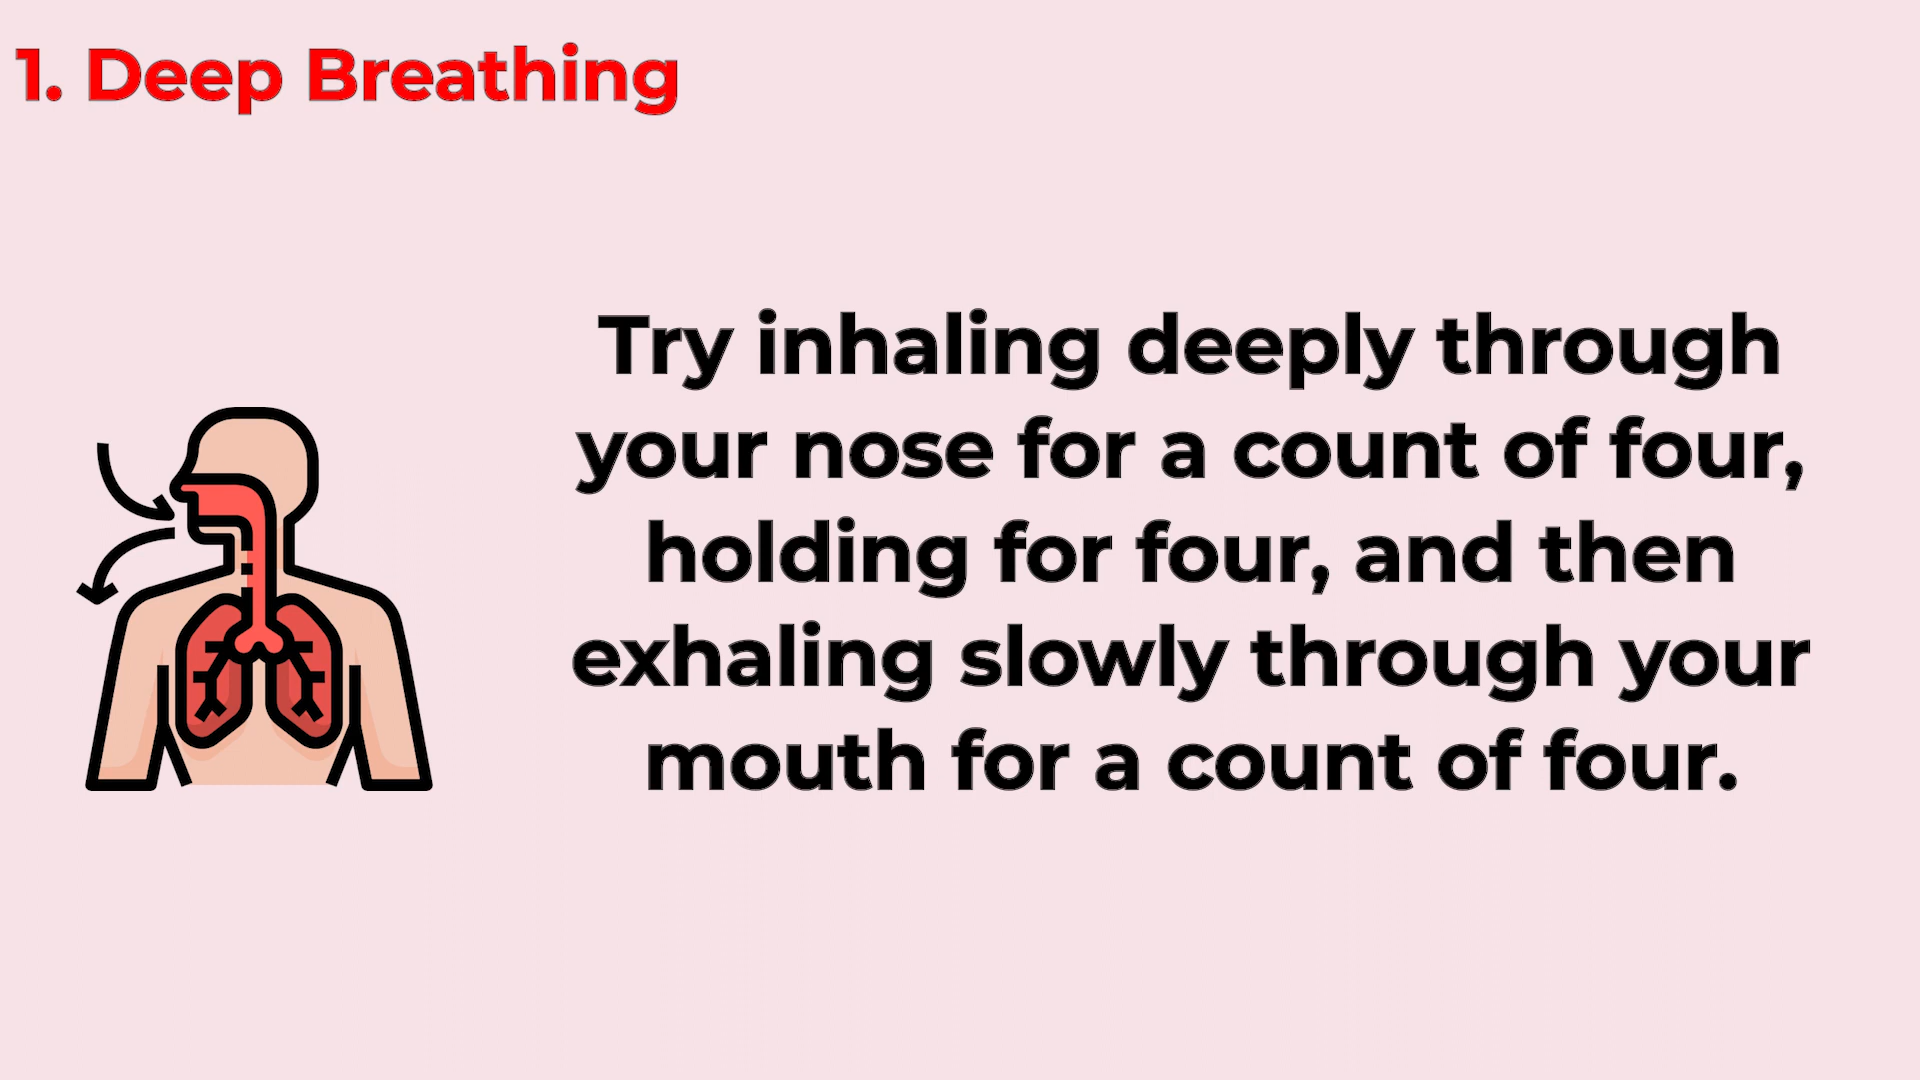 1. Deep Breathing
Try inhaling deeply through
your nose for a count of four,
holding for four, and then
exhaling slowly through your
mouth for a count of four.